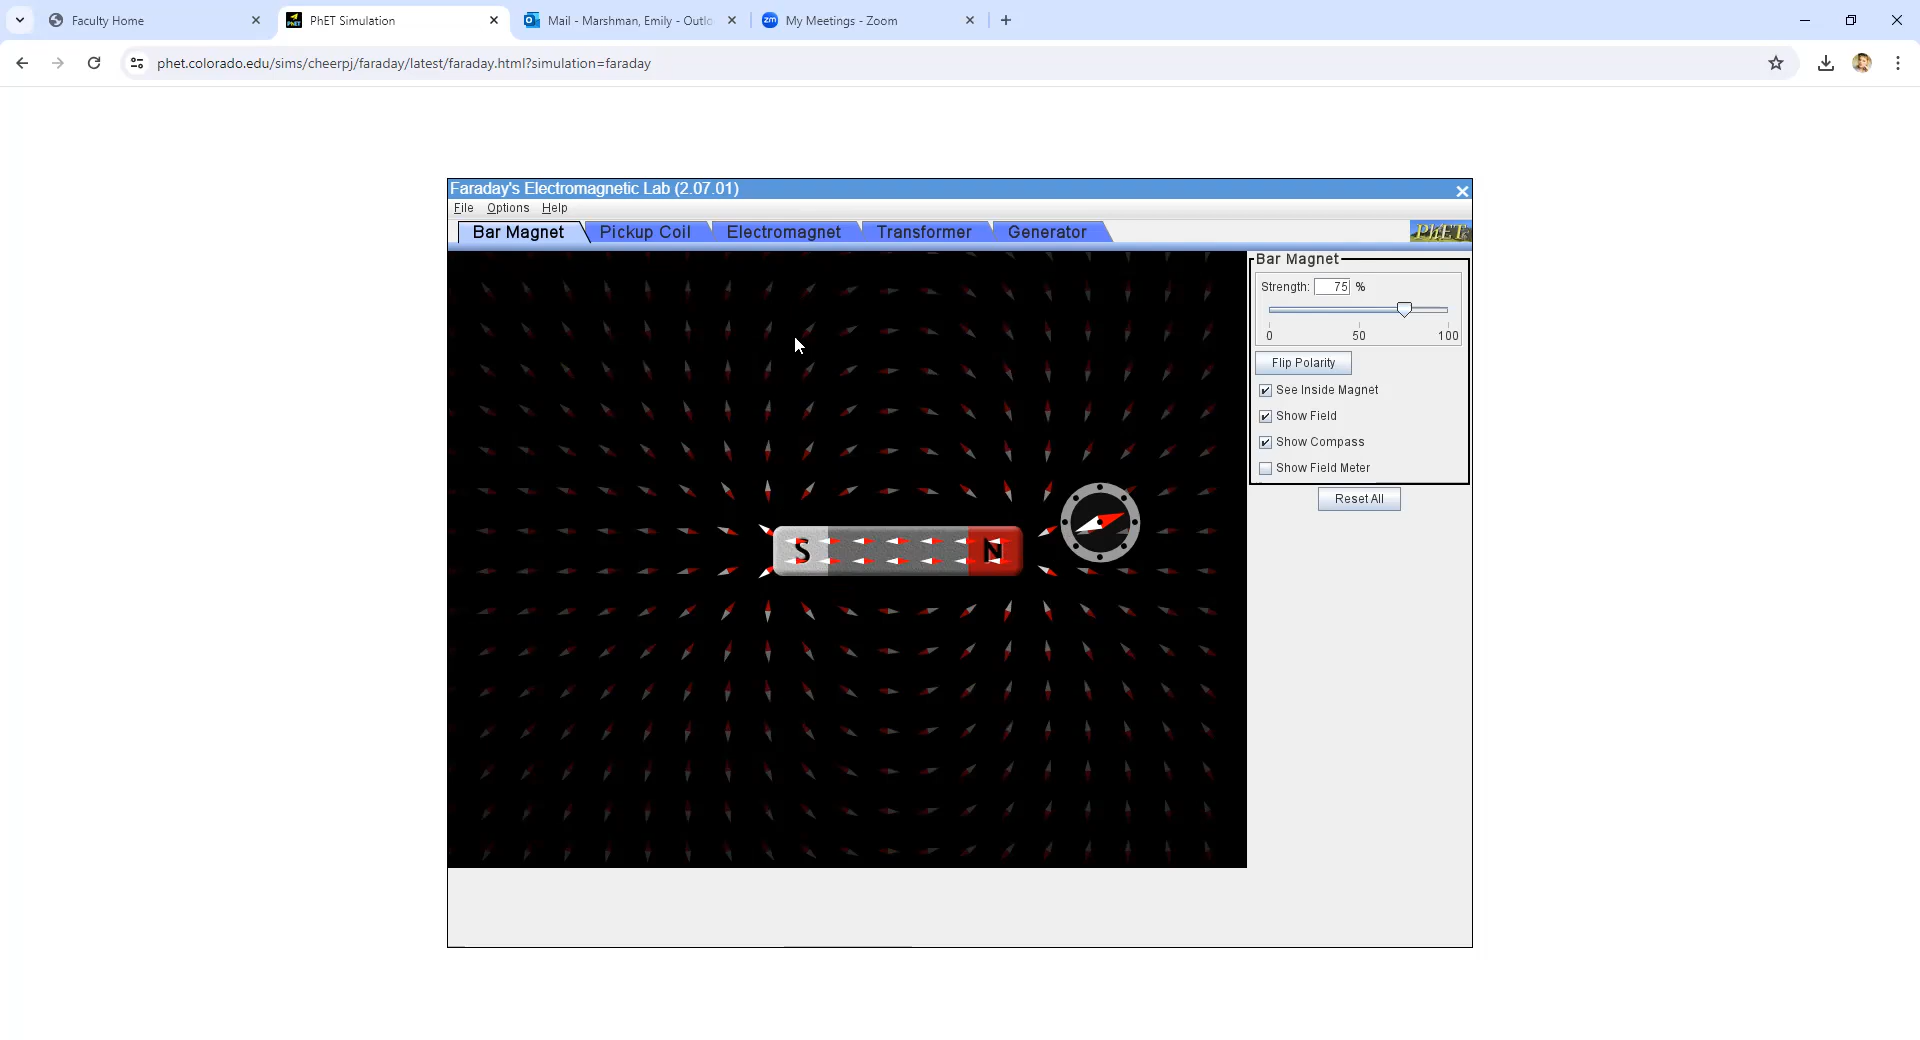 Faculty Home
PhET Simulation
Mail - Marshman, Emily - Outlo
zm My Meetings - Zoom
phet.colorado.edu/sims/cheerpj/faraday/latest/faraday.html?simulation=faraday
Faraday's Electromagnetic Lab (2.07.01)
File Options Help
Bar Magnet Pickup Coil Electromagnet Transformer Generator
PhET
Bar Magnet
Strength: 75 %
0 50 100
Flip Polarity
See Inside Magnet
Show Field
Show Compass
Show Field Meter
Reset All
S N